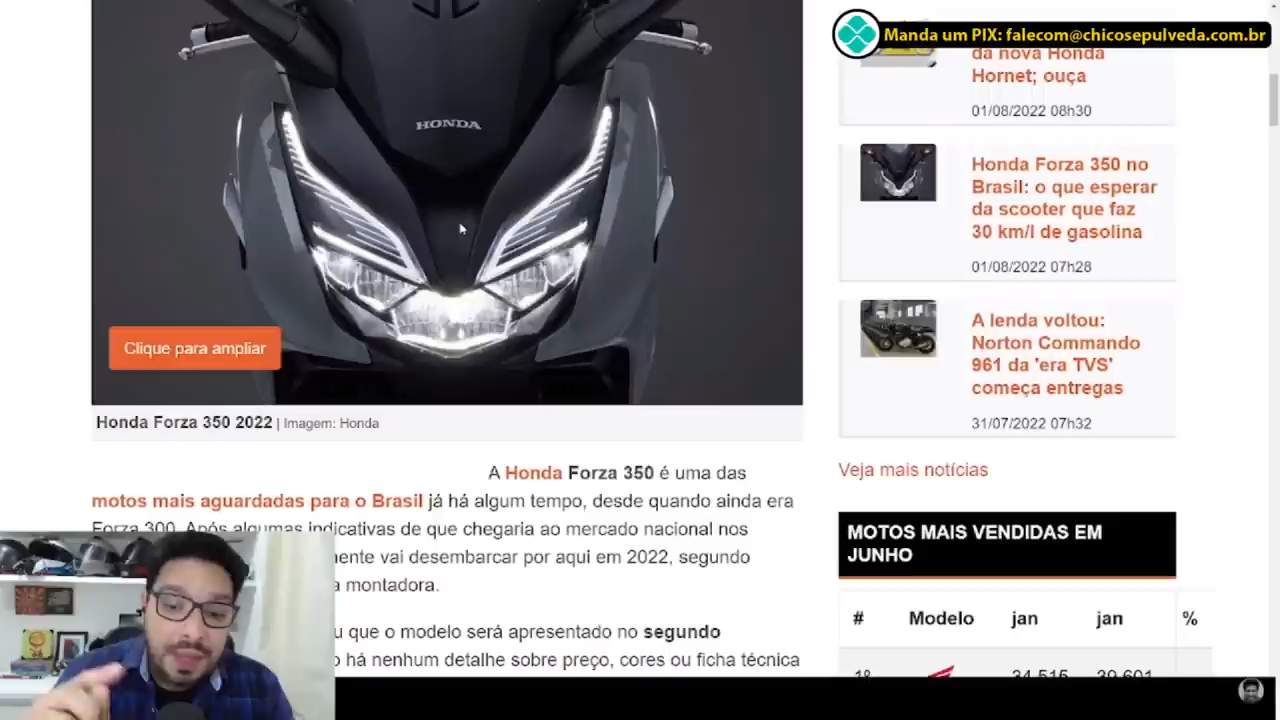 Manda um PIX: falecom@chicosepulveda.com.br
HONDA
Clique para ampliar
Honda Forza 350 2022 | Imagem: Honda
A Honda Forza 350 é uma das
motos mais aguardadas para o Brasil já há algum tempo, desde quando ainda era
Forza 300. Após algumas indicativas de que chegaria ao mercado nacional nos
vai desembarcar por aqui em 2022, segundo
montadora.
que o modelo será apresentado no segundo
há nenhum detalhe sobre preço, cores ou ficha técnica
da nova Honda
Hornet; ouça
01/08/2022 08h30
Honda Forza 350 no
Brasil: o que esperar
da scooter que faz
30 km/l de gasolina
01/08/2022 07h28
A lenda voltou:
Norton Commando
961 da 'era TVS'
começa entregas
31/07/2022 07h32
Veja mais notícias
MOTOS MAIS VENDIDAS EM
JUNHO
# Modelo jan jan %
1º 34.515 39.601